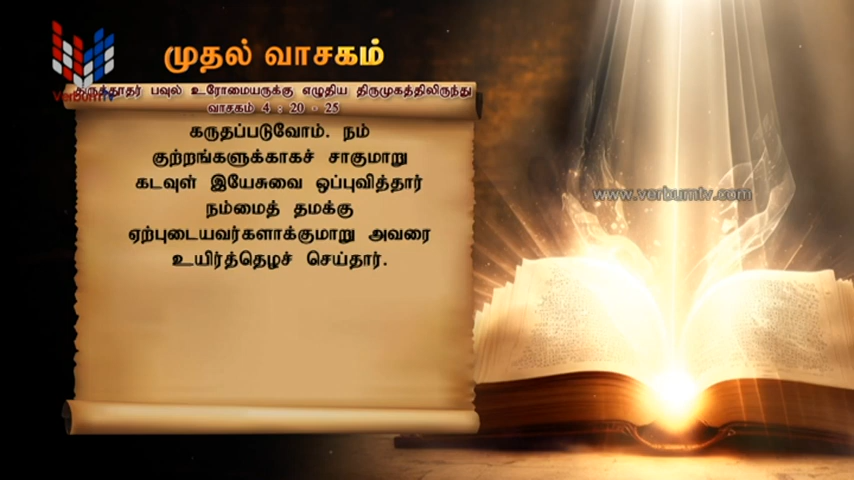 முதல் வாசகம்
திருத்தூதர் பவுல் உரோமையருக்கு எழுதிய திருமுகத்திலிருந்து
வாசகம் 4 : 20 - 25
கருதப்படுவோம். நம்
குற்றங்களுக்காகச் சாகுமாறு
கடவுள் இயேசுவை ஒப்புவித்தார்
நம்மைத் தமக்கு
ஏற்புடையவர்களாக்குமாறு அவரை
உயிர்த்தெழச் செய்தார்.
VerbumTV
www.verbumtv.com